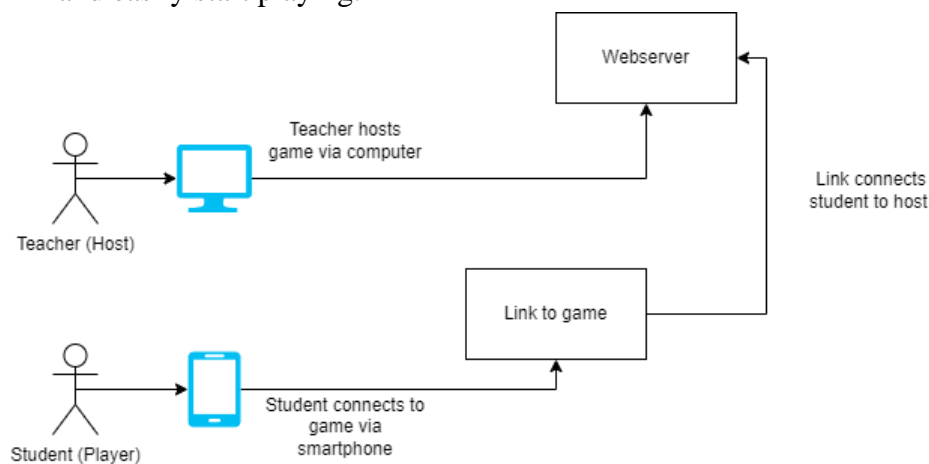 Webserver
Teacher hosts
game via computer
Link connects
student to host
Teacher (Host)
Link to game
Student connects to
game via
smartphone
Student (Player)